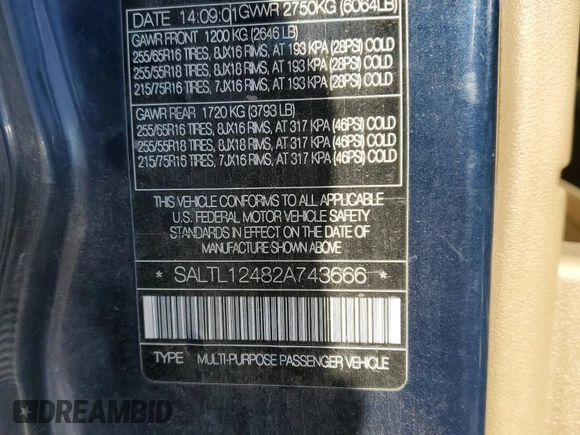 DATE 14:09:01 GVWR 2750KG (6064LB)
GAWR FRONT 1200 KG (2646 LB)
255/65R16 TIRES, 8JX16 RIMS, AT 193 KPA (28PSI) COLD
255/55R18 TIRES, 8JX18 RIMS, AT 193 KPA (28PSI) COLD
215/75R16 TIRES, 7JX16 RIMS, AT 193 KPA (28PSI) COLD
GAWR REAR 1720 KG (3793 LB)
255/65R16 TIRES, 8JX16 RIMS, AT 317 KPA (46PSI) COLD
255/55R18 TIRES, 8JX18 RIMS, AT 317 KPA (46PSI) COLD
215/75R16 TIRES, 7JX16 RIMS, AT 317 KPA (46PSI) COLD
THIS VEHICLE CONFORMS TO ALL APPLICABLE
U.S. FEDERAL MOTOR VEHICLE SAFETY
STANDARDS IN EFFECT ON THE DATE OF
MANUFACTURE SHOWN ABOVE
* SALTL12482A743666 *
TYPE MULTI-PURPOSE PASSENGER VEHICLE
DREAMBID